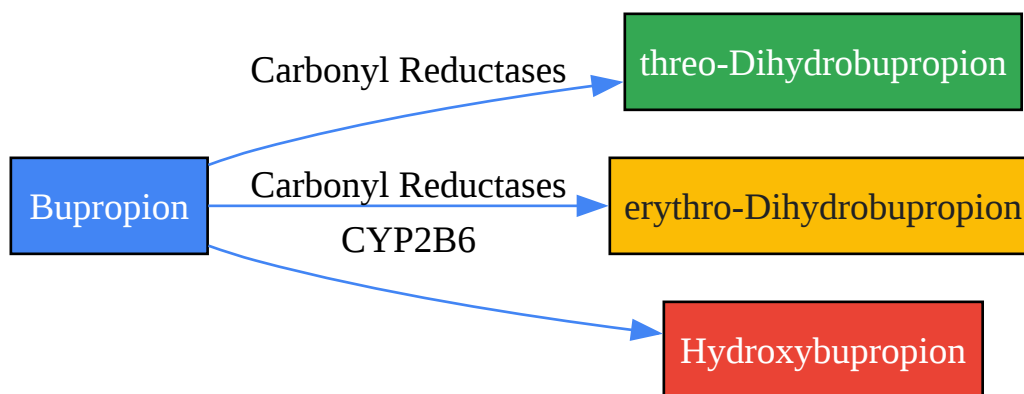 Carbonyl Reductases
threo-Dihydrobupropion
Bupropion
Carbonyl Reductases
erythro-Dihydrobupropion
CYP2B6
Hydroxybupropion